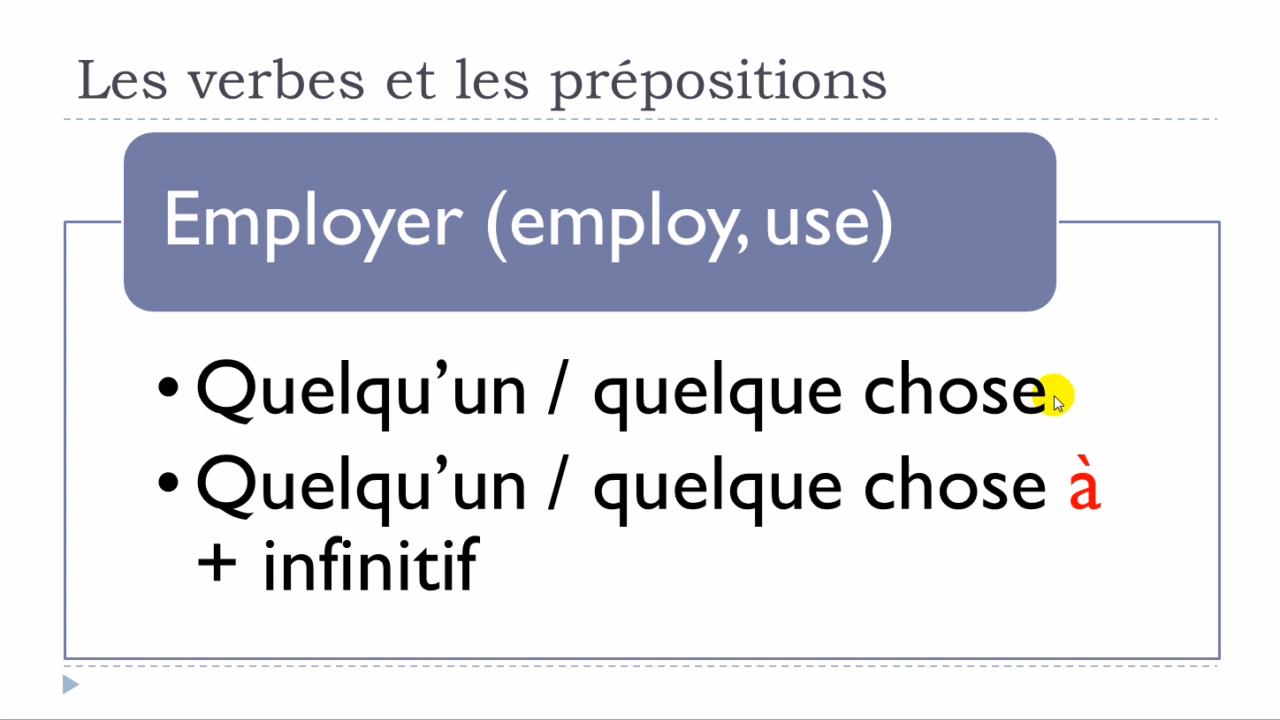 Les verbes et les prépositions
Employer (employ, use)
• Quelqu’un / quelque chose
• Quelqu’un / quelque chose à
+ infinitif